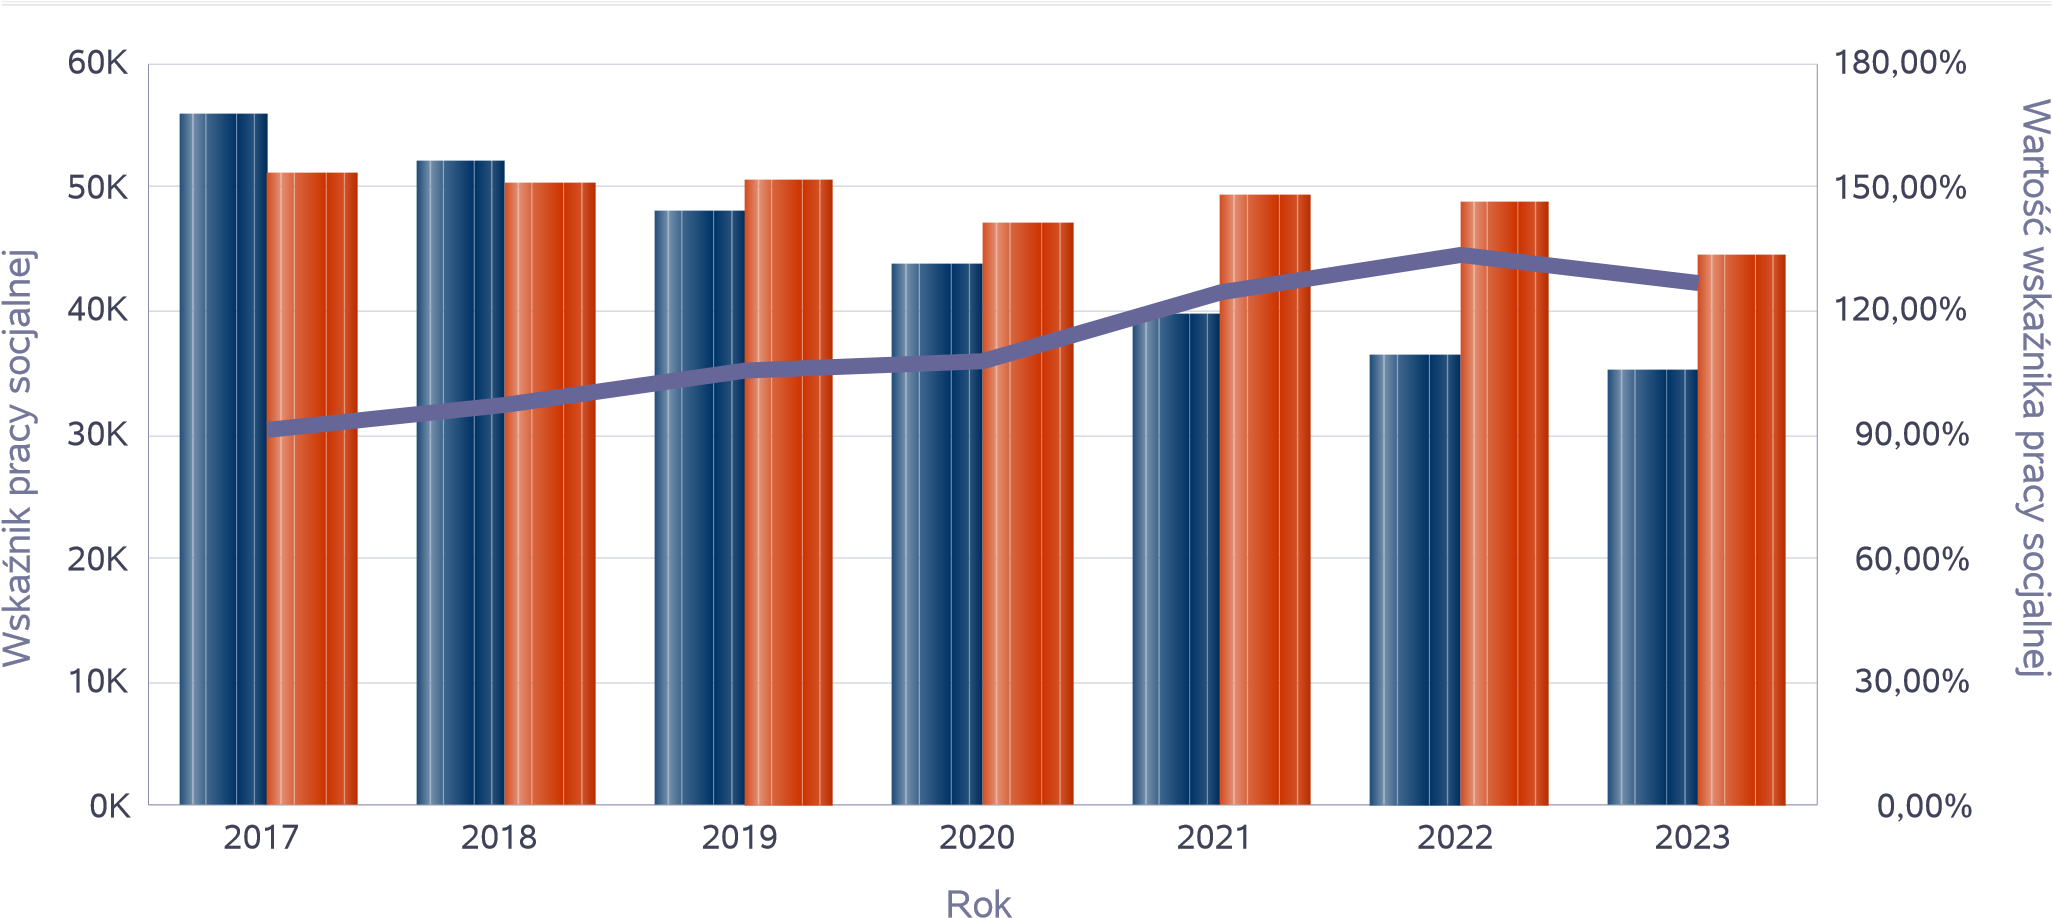 60K
50K
40K
30K
20K
10K
0K
180,00%
150,00%
120,00%
90,00%
60,00%
30,00%
0,00%
Wskaźnik pracy socjalnej
Wartość wskaźnika pracy socjalnej
2017 2018 2019 2020 2021 2022 2023
Rok